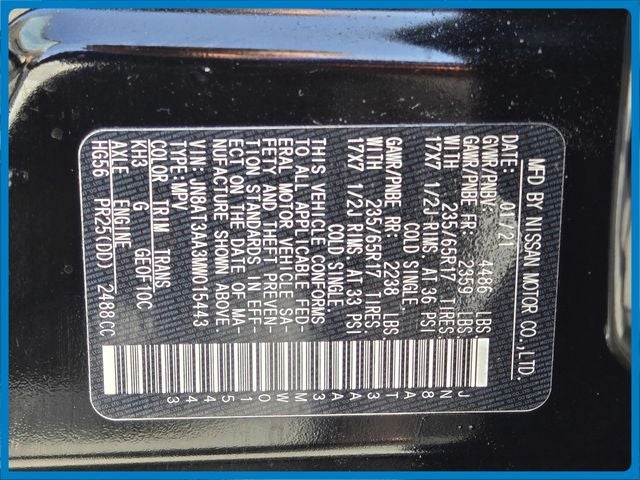 MFD BY NISSAN MOTOR CO.,LTD.
DATE: 01/21
GVWR/PNBV: 4486 LBS
GAWR/PNBE FR: 2359 LBS.
WITH 235/65R17 TIRES.
17X7 1/2J RIMS. AT 36 PSI
COLD SINGLE.
GAWR/PNBE RR: 2238 LBS.
WITH 235/65R17 TIRES.
17X7 1/2J RIMS. AT 33 PSI
COLD SINGLE.
THIS VEHICLE CONFORMS
TO ALL APPLICABLE FED-
ERAL MOTOR VEHICLE SA-
FETY AND THEFT PREVEN-
TION STANDARDS IN EFF-
ECT ON THE DATE OF MA-
NUFACTURE SHOWN ABOVE.
VIN: JN8AT3AA3MW015443
TYPE:MPV
COLOR TRIM TRANS
KH3 G GE0F10C
AXLE ENGINE
HG56 PR25(DD) 2488CC
JN8AT3AA3MW015443